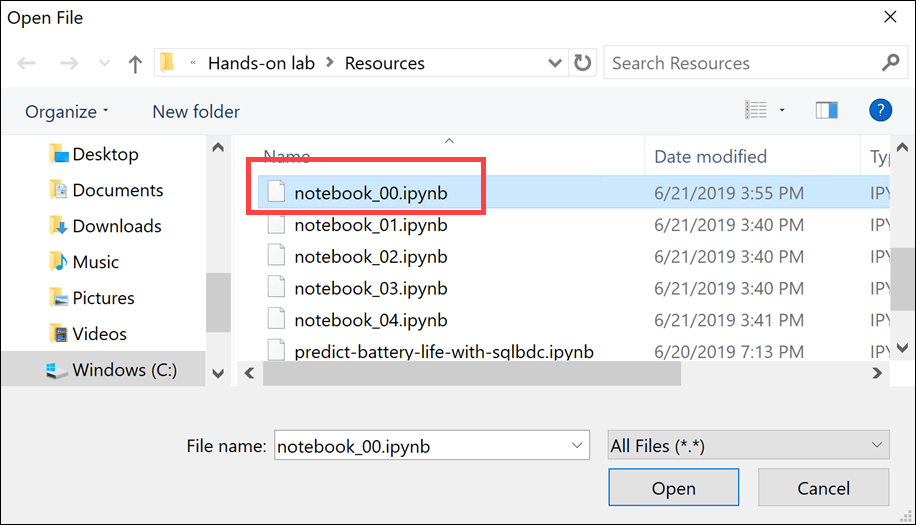 Open File
« Hands-on lab > Resources
Search Resources
Organize
New folder
?
Name
Date modified
Ty
Desktop
Documents
Downloads
Music
Pictures
Videos
Windows (C:)
notebook_00.ipynb 6/21/2019 3:55 PM IPY
notebook_01.ipynb 6/21/2019 3:40 PM IPY
notebook_02.ipynb 6/21/2019 3:40 PM IPY
notebook_03.ipynb 6/21/2019 3:40 PM IPY
notebook_04.ipynb 6/21/2019 3:41 PM IPY
predict-battery-life-with-sqlbdc.ipynb 6/20/2019 7:13 PM IPY
File name: notebook_00.ipynb
All Files (*.*)
Open
Cancel